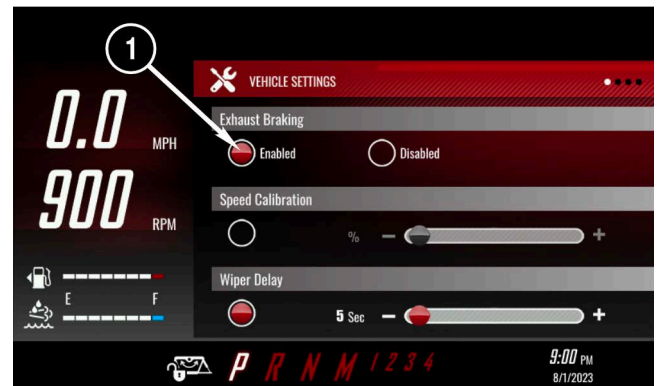 1
VEHICLE SETTINGS
Exhaust Braking
Enabled Disabled
0.0 MPH
900 RPM
Speed Calibration
% − +
Wiper Delay
5 Sec − +
E F
P R N M 1 2 3 4
9:00 PM
8/1/2023